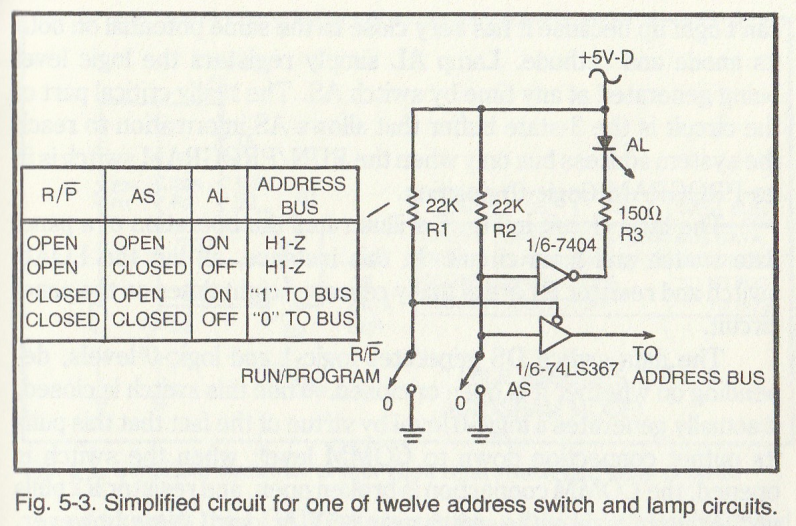 +5V-D
AL
150Ω
R3
22K
R1
22K
R2
1/6-7404
R/P̅ AS AL ADDRESS BUS
OPEN OPEN ON H1-Z
OPEN CLOSED OFF H1-Z
CLOSED OPEN ON "1" TO BUS
CLOSED CLOSED OFF "0" TO BUS
R/P̅
RUN/PROGRAM
0
0
1/6-74LS367
AS
TO
ADDRESS BUS
Fig. 5-3. Simplified circuit for one of twelve address switch and lamp circuits.